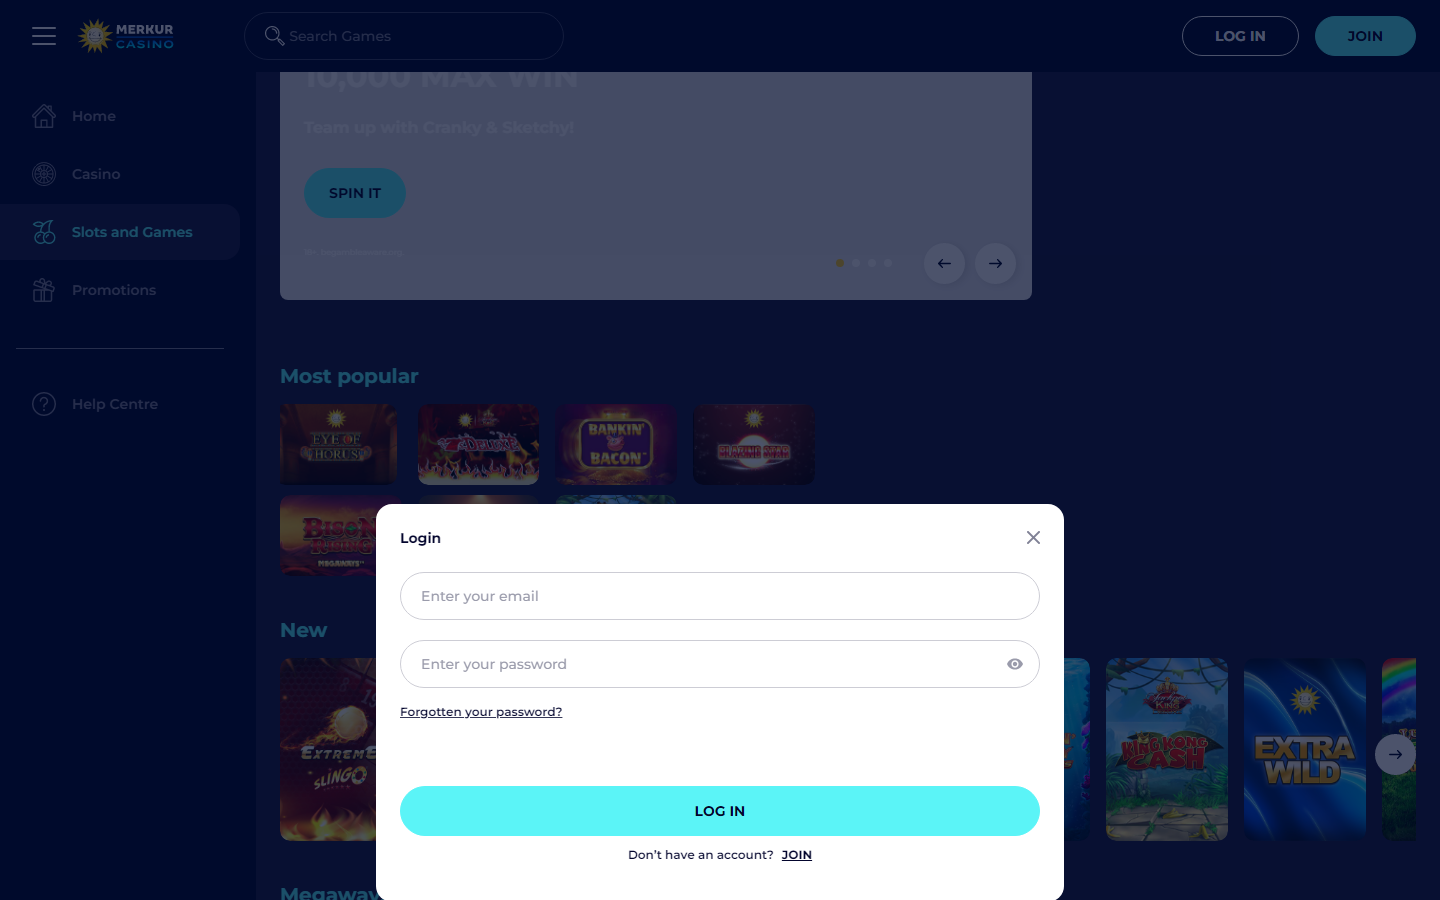 MERKUR
CASINO
Search Games
LOG IN
JOIN
Home
Casino
Slots and Games
Promotions
Help Centre
10,000 MAX WIN
Team up with Cranky & Sketchy!
SPIN IT
Most popular
EYE OF
HORUS
7's DELUXE
BANKIN'
BACON
BLAZING STAR
BISON
RISING
MEGAWAYS
Login
Enter your email
Enter your password
Forgotten your password?
LOG IN
Don't have an account? JOIN
New
EXTREME
SLINGO
KING KONG
CASH
EXTRA
WILD
Megaway